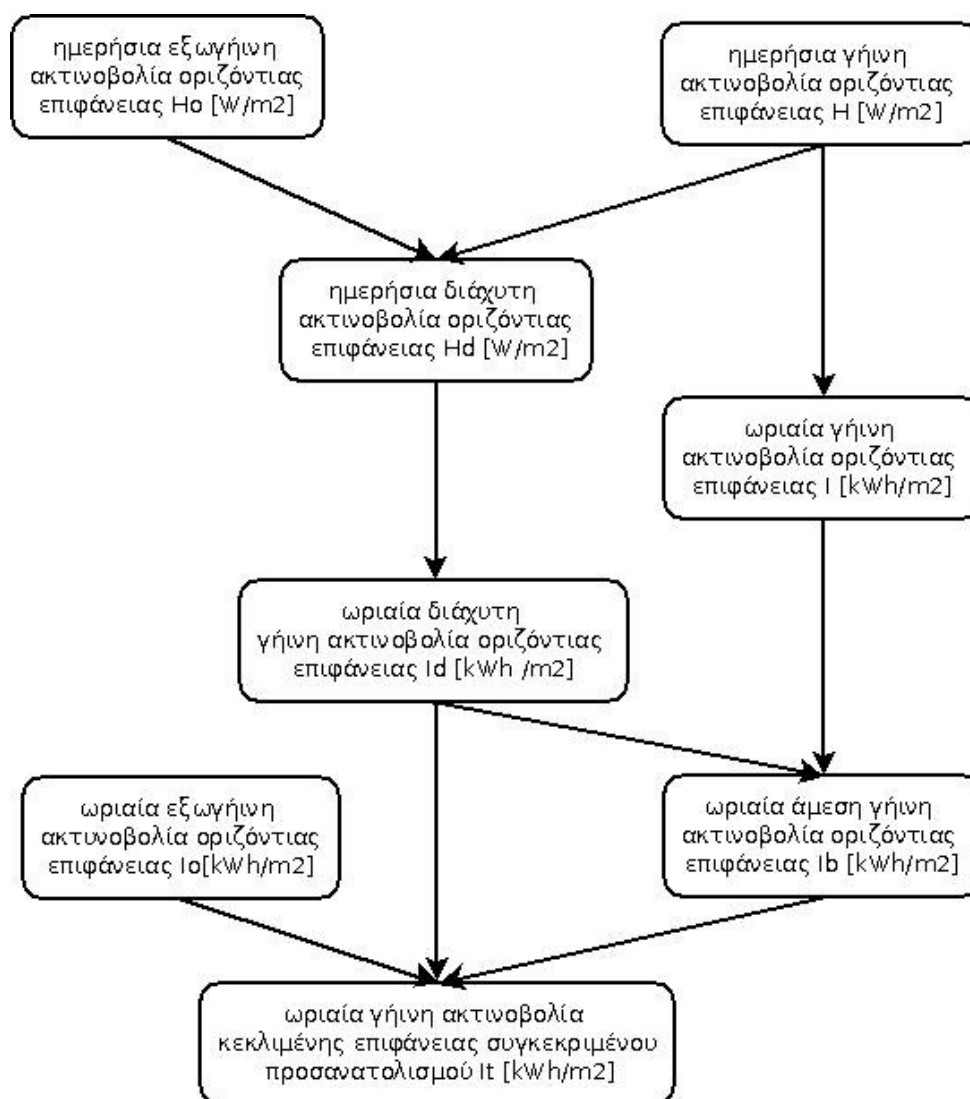 ημερήσια εξωγήινη
ακτινοβολία οριζόντιας
επιφάνειας Ho [W/m2]
ημερήσια γήινη
ακτινοβολία οριζόντιας
επιφάνειας H [W/m2]
ημερήσια διάχυτη
ακτινοβολία οριζόντιας
επιφάνειας Hd [W/m2]
ωριαία γήινη
ακτινοβολία οριζόντιας
επιφάνειας I [kWh/m2]
ωριαία διάχυτη
γήινη ακτινοβολία οριζόντιας
επιφάνειας Id [kWh /m2]
ωριαία εξωγήινη
ακτυνοβολία οριζόντιας
επιφάνειας Io[kWh/m2]
ωριαία άμεση γήινη
ακτινοβολία οριζόντιας
επιφάνειας Ib [kWh/m2]
ωριαία γήινη ακτινοβολία
κεκλιμένης επιφάνειας συγκεκριμένου
προσανατολισμού It [kWh/m2]